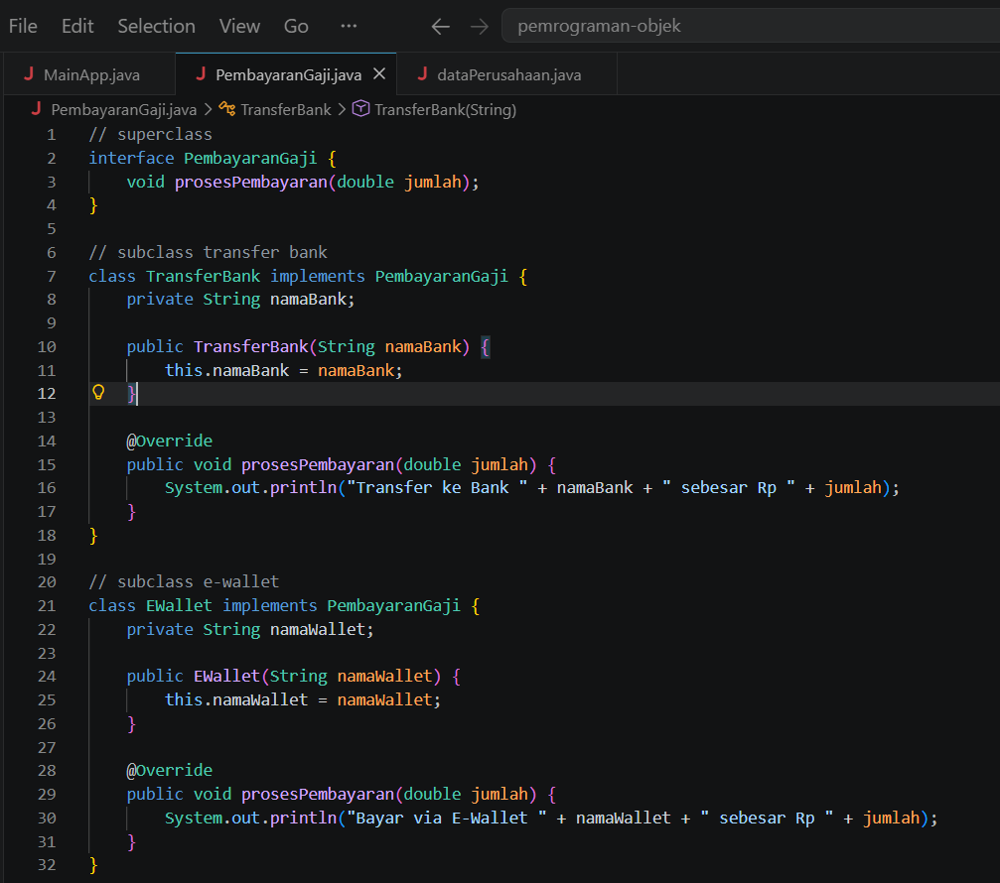 File Edit Selection View Go ··· ← → pemrograman-objek
J MainApp.java J PembayaranGaji.java × J dataPerusahaan.java
J PembayaranGaji.java > TransferBank > TransferBank(String)
1 // superclass
2 interface PembayaranGaji {
3     void prosesPembayaran(double jumlah);
4 }
5
6 // subclass transfer bank
7 class TransferBank implements PembayaranGaji {
8     private String namaBank;
9
10     public TransferBank(String namaBank) {
11         this.namaBank = namaBank;
12     }
13
14     @Override
15     public void prosesPembayaran(double jumlah) {
16         System.out.println("Transfer ke Bank " + namaBank + " sebesar Rp " + jumlah);
17     }
18 }
19
20 // subclass e-wallet
21 class EWallet implements PembayaranGaji {
22     private String namaWallet;
23
24     public EWallet(String namaWallet) {
25         this.namaWallet = namaWallet;
26     }
27
28     @Override
29     public void prosesPembayaran(double jumlah) {
30         System.out.println("Bayar via E-Wallet " + namaWallet + " sebesar Rp " + jumlah);
31     }
32 }